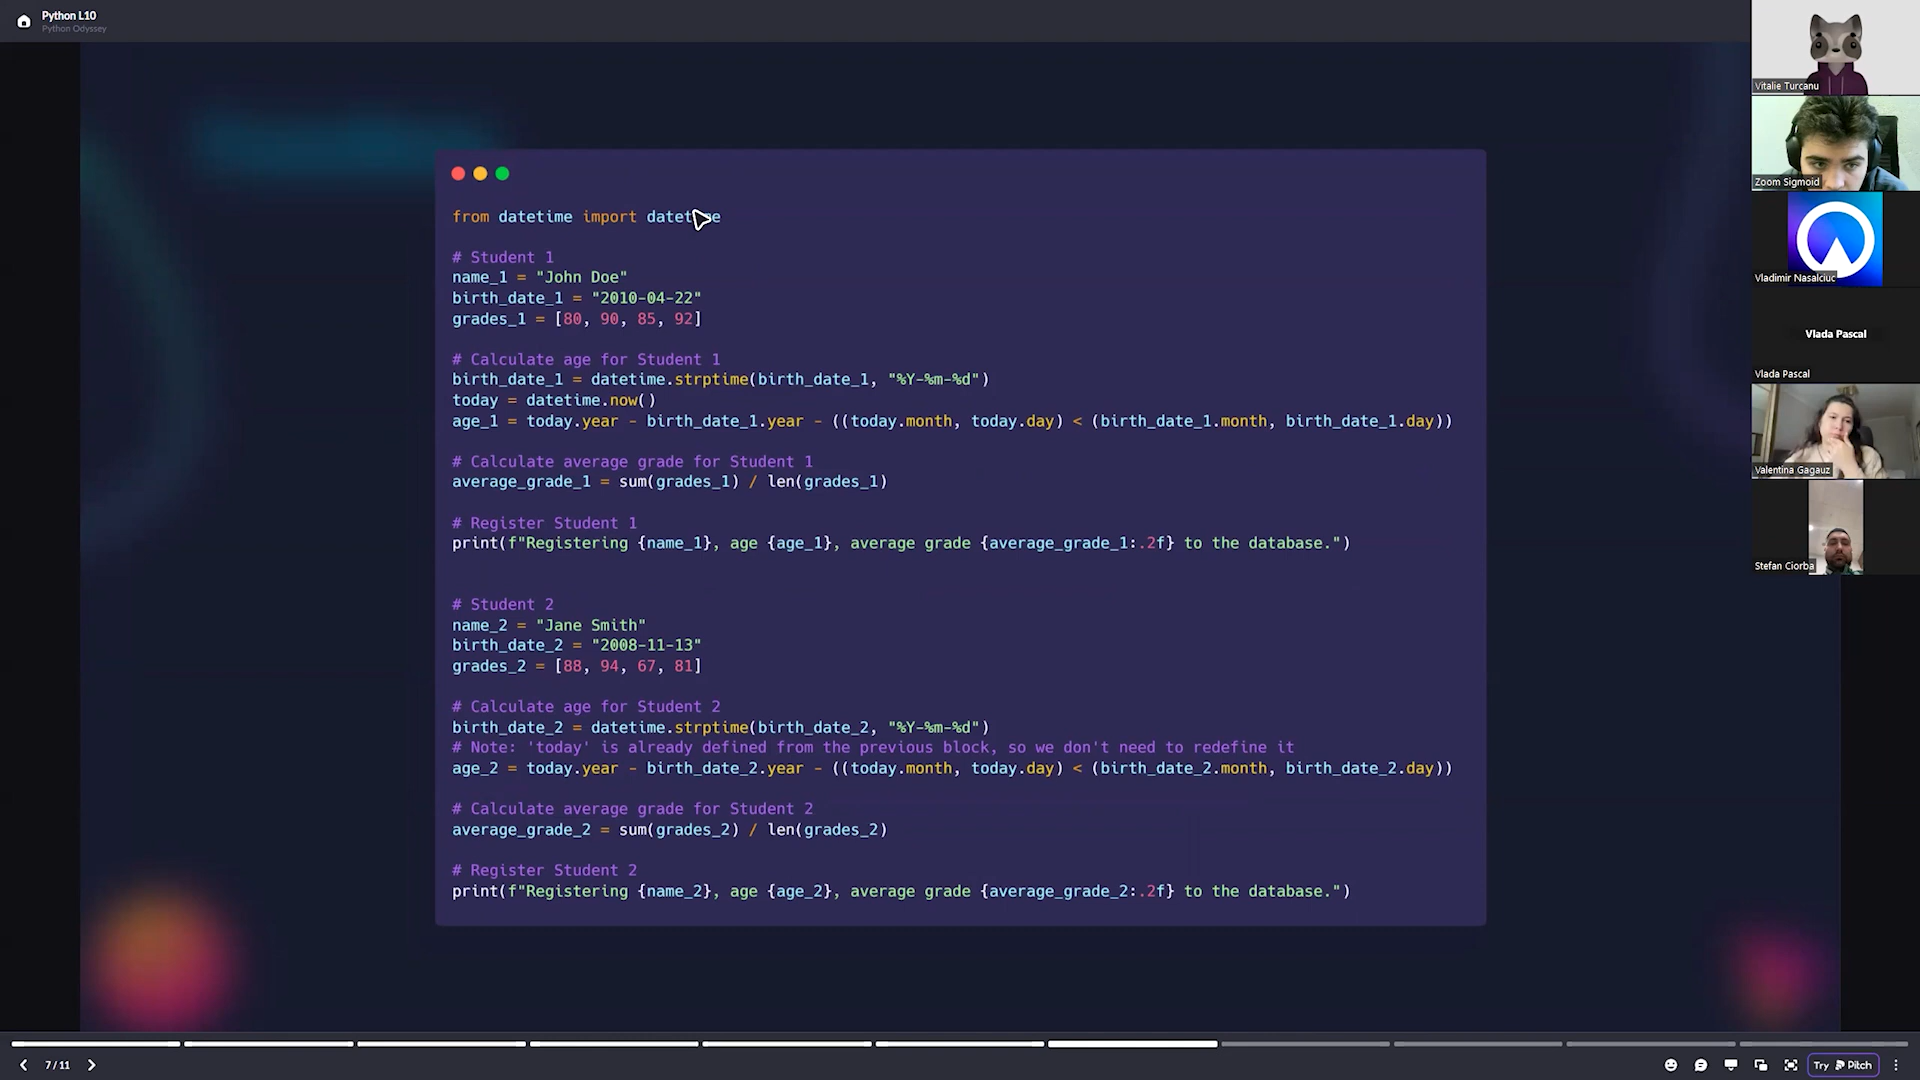 Python L10
Python Odyssey
from datetime import datetime
# Student 1
name_1 = "John Doe"
birth_date_1 = "2010-04-22"
grades_1 = [80, 90, 85, 92]
# Calculate age for Student 1
birth_date_1 = datetime.strptime(birth_date_1, "%Y-%m-%d")
today = datetime.now()
age_1 = today.year - birth_date_1.year - ((today.month, today.day) < (birth_date_1.month, birth_date_1.day))
# Calculate average grade for Student 1
average_grade_1 = sum(grades_1) / len(grades_1)
# Register Student 1
print(f"Registering {name_1}, age {age_1}, average grade {average_grade_1:.2f} to the database.")
# Student 2
name_2 = "Jane Smith"
birth_date_2 = "2008-11-13"
grades_2 = [88, 94, 67, 81]
# Calculate age for Student 2
birth_date_2 = datetime.strptime(birth_date_2, "%Y-%m-%d")
# Note: 'today' is already defined from the previous block, so we don't need to redefine it
age_2 = today.year - birth_date_2.year - ((today.month, today.day) < (birth_date_2.month, birth_date_2.day))
# Calculate average grade for Student 2
average_grade_2 = sum(grades_2) / len(grades_2)
# Register Student 2
print(f"Registering {name_2}, age {age_2}, average grade {average_grade_2:.2f} to the database.")
Vitalie Turcanu
Zoom Sigmoid
Vladimir Nasalciuc
Vlada Pascal
Vlada Pascal
Valentina Gagauz
Stefan Ciorba
7 / 11
Try Pitch